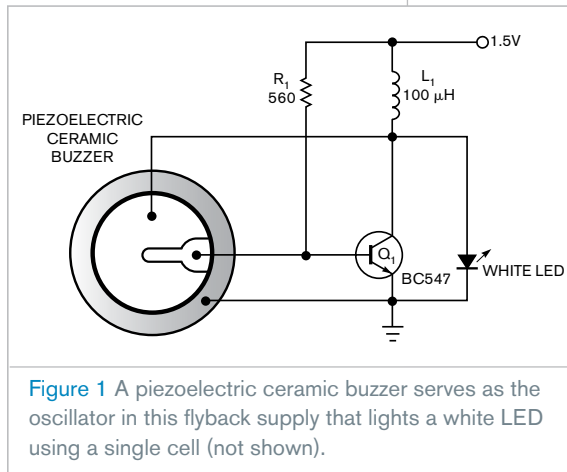 1.5V
R1
560
L1
100 µH
PIEZOELECTRIC
CERAMIC
BUZZER
Q1
BC547
WHITE LED
Figure 1 A piezoelectric ceramic buzzer serves as the
oscillator in this flyback supply that lights a white LED
using a single cell (not shown).